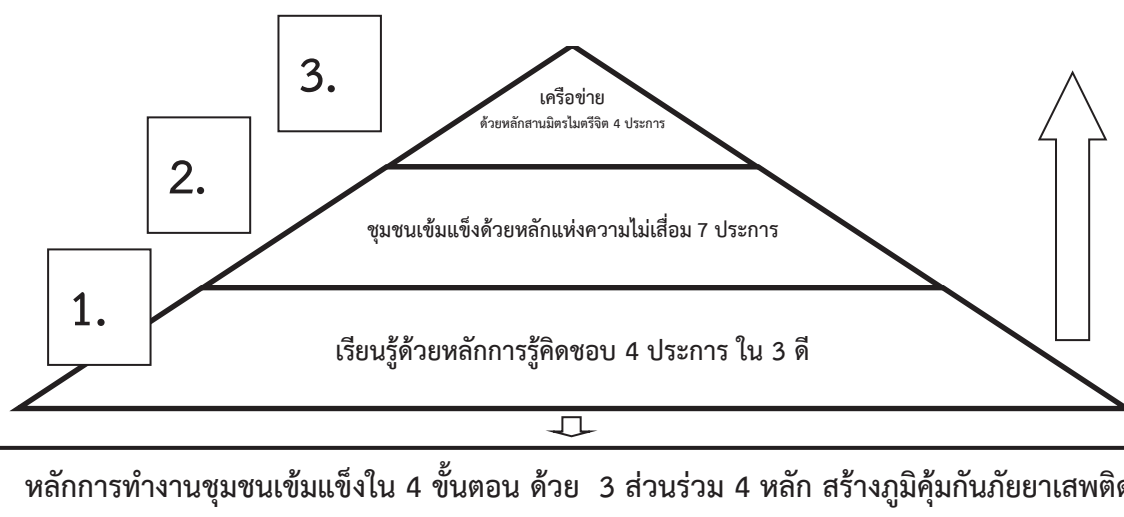 3.
เครือข่าย
ด้วยหลักสานมิตรไมตรีจิต 4 ประการ
2.
ชุมชนเข้มแข็งด้วยหลักแห่งความไม่เสื่อม 7 ประการ
1.
เรียนรู้ด้วยหลักการรู้คิดชอบ 4 ประการ ใน 3 ดี
หลักการทำงานชุมชนเข้มแข็งใน 4 ขั้นตอน ด้วย 3 ส่วนร่วม 4 หลัก สร้างภูมิคุ้มกันภัยยาเสพติด